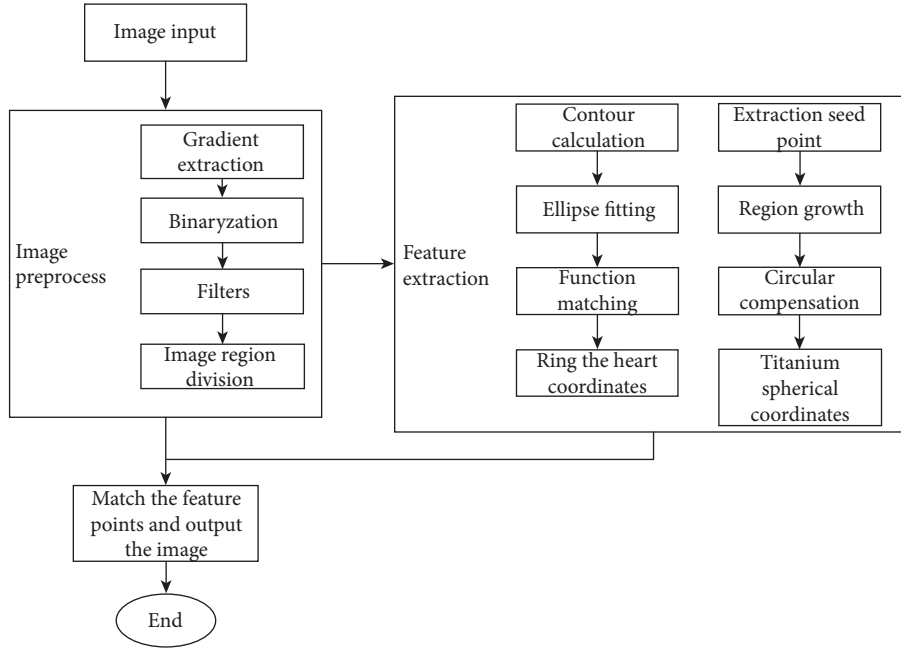 Image input
Image
preprocess
Gradient
extraction
Binaryzation
Filters
Image region
division
Feature
extraction
Contour
calculation
Ellipse fitting
Function
matching
Ring the heart
coordinates
Extraction seed
point
Region growth
Circular
compensation
Titanium
spherical
coordinates
Match the feature
points and output
the image
End